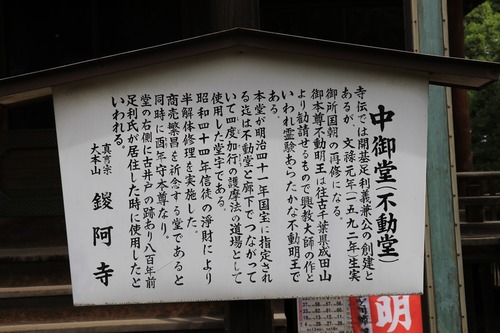 中御堂（不動堂）
寺伝では開基足利義兼公の創建と
あるが、文禄元年（一五九二年）生実
御所国朝の再修になる。
御本尊不動明王は往古千葉県成田山
より勧請せるもので興教大師の作と
いわれ霊験あらたかな不動明王で
ある。
本堂が明治四十一年国宝に指定され
る迄は不動堂と廊下でつながって
いて四度加行の護摩法の道場として
使用した堂宇である。
昭和四十四年信徒の浄財により
半解体修理を実施した。
商売繁昌を祈念する堂であると
同時に酉年守本尊なり。
堂の右側に古井戸の跡あり八百年前
足利氏が居住した時に使用したと
いわれる。
真言宗
大本山
鑁阿寺
明